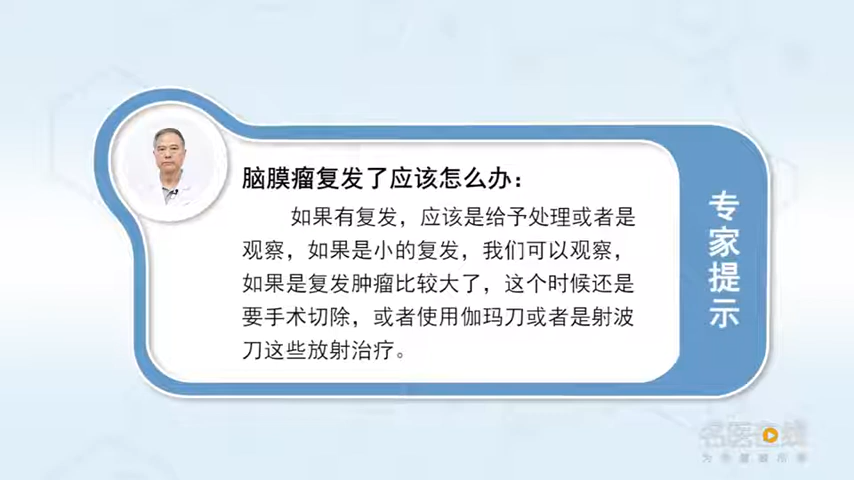 脑膜瘤复发了应该怎么办：
如果有复发，应该是给予处理或者是
观察，如果是小的复发，我们可以观察，
如果是复发肿瘤比较大了，这个时候还是
要手术切除，或者使用伽玛刀或者是射波
刀这些放射治疗。
专家提示
名医在线